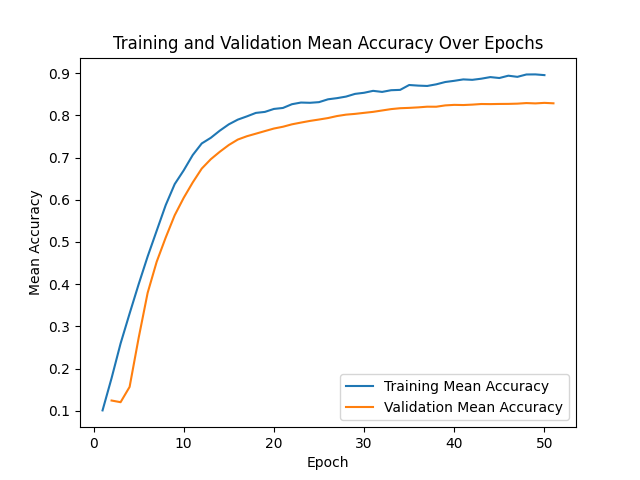 Training and Validation Mean Accuracy Over Epochs
Mean Accuracy
0.9
0.8
0.7
0.6
0.5
0.4
0.3
0.2
0.1
Training Mean Accuracy
Validation Mean Accuracy
0 10 20 30 40 50
Epoch